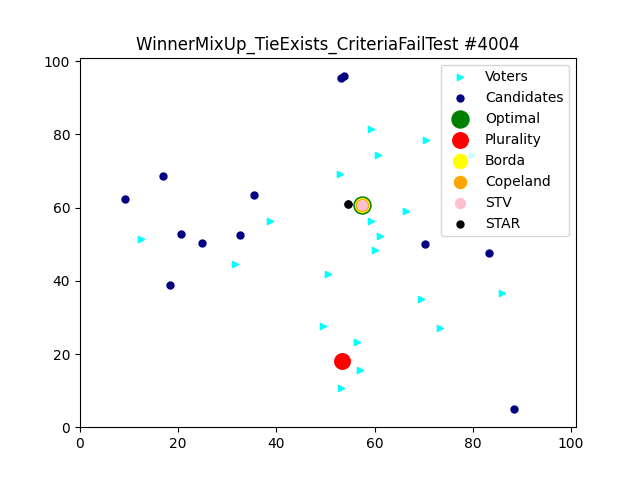 WinnerMixUp_TieExists_CriteriaFailTest #4004
100
80
60
40
20
0
0
20
40
60
80
100
Voters
Candidates
Optimal
Plurality
Borda
Copeland
STV
STAR